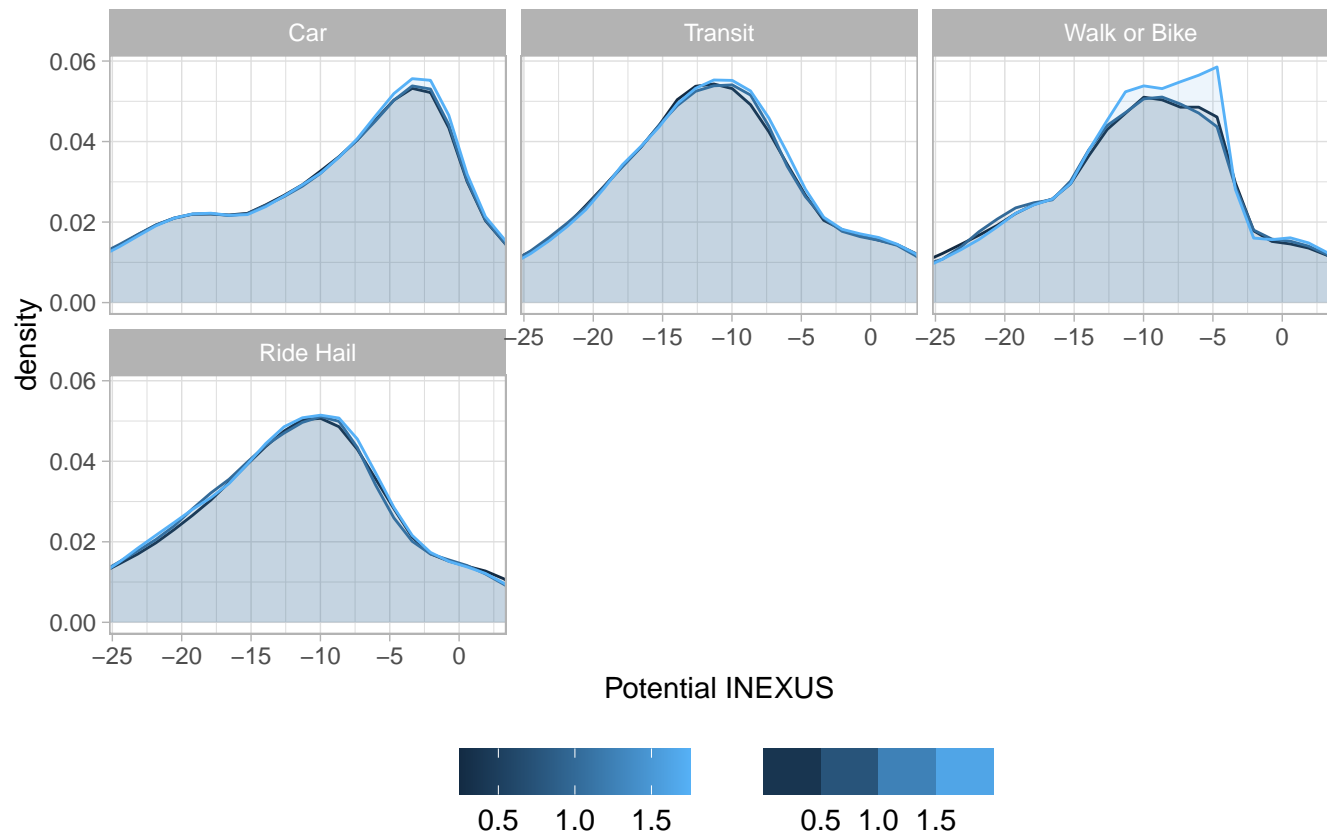 Car Transit Walk or Bike
0.06
0.04
0.02
0.00
−25 −20 −15 −10 −5 0 −25 −20 −15 −10 −5 0
Ride Hail
density
0.06
0.04
0.02
0.00
−25 −20 −15 −10 −5 0
Potential INEXUS
0.5 1.0 1.5 0.5 1.0 1.5